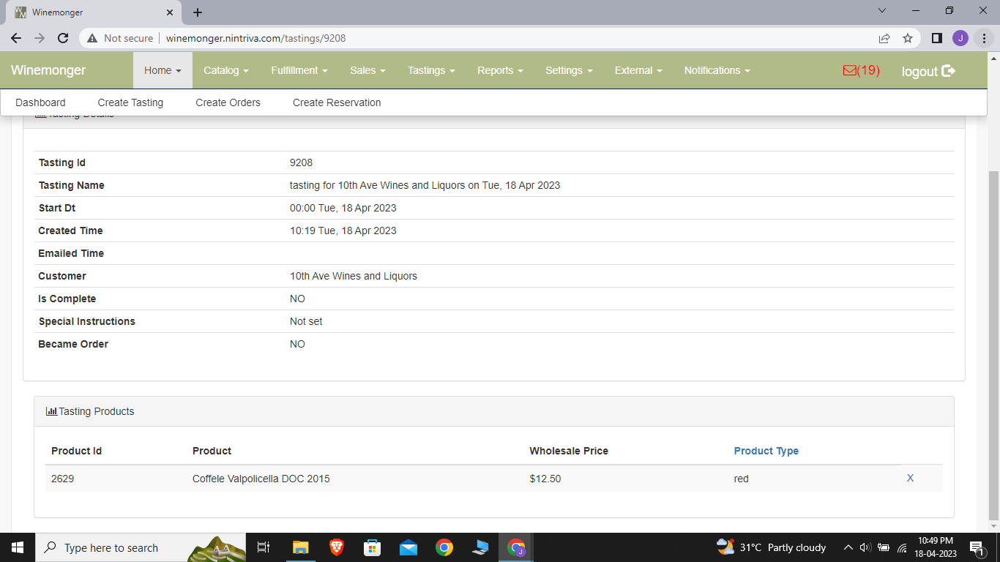 Winemonger
Not secure winemonger.nintriva.com/tastings/9208
J
Winemonger Home Catalog Fulfillment Sales Tastings Reports Settings External Notifications (19) logout
Dashboard Create Tasting Create Orders Create Reservation
Tasting Details
Tasting Id 9208
Tasting Name tasting for 10th Ave Wines and Liquors on Tue, 18 Apr 2023
Start Dt 00:00 Tue, 18 Apr 2023
Created Time 10:19 Tue, 18 Apr 2023
Emailed Time
Customer 10th Ave Wines and Liquors
Is Complete NO
Special Instructions Not set
Became Order NO
Tasting Products
Product Id Product Wholesale Price Product Type
2629 Coffele Valpolicella DOC 2015 $12.50 red X
Type here to search
J
31°C Partly cloudy
10:49 PM
18-04-2023
1